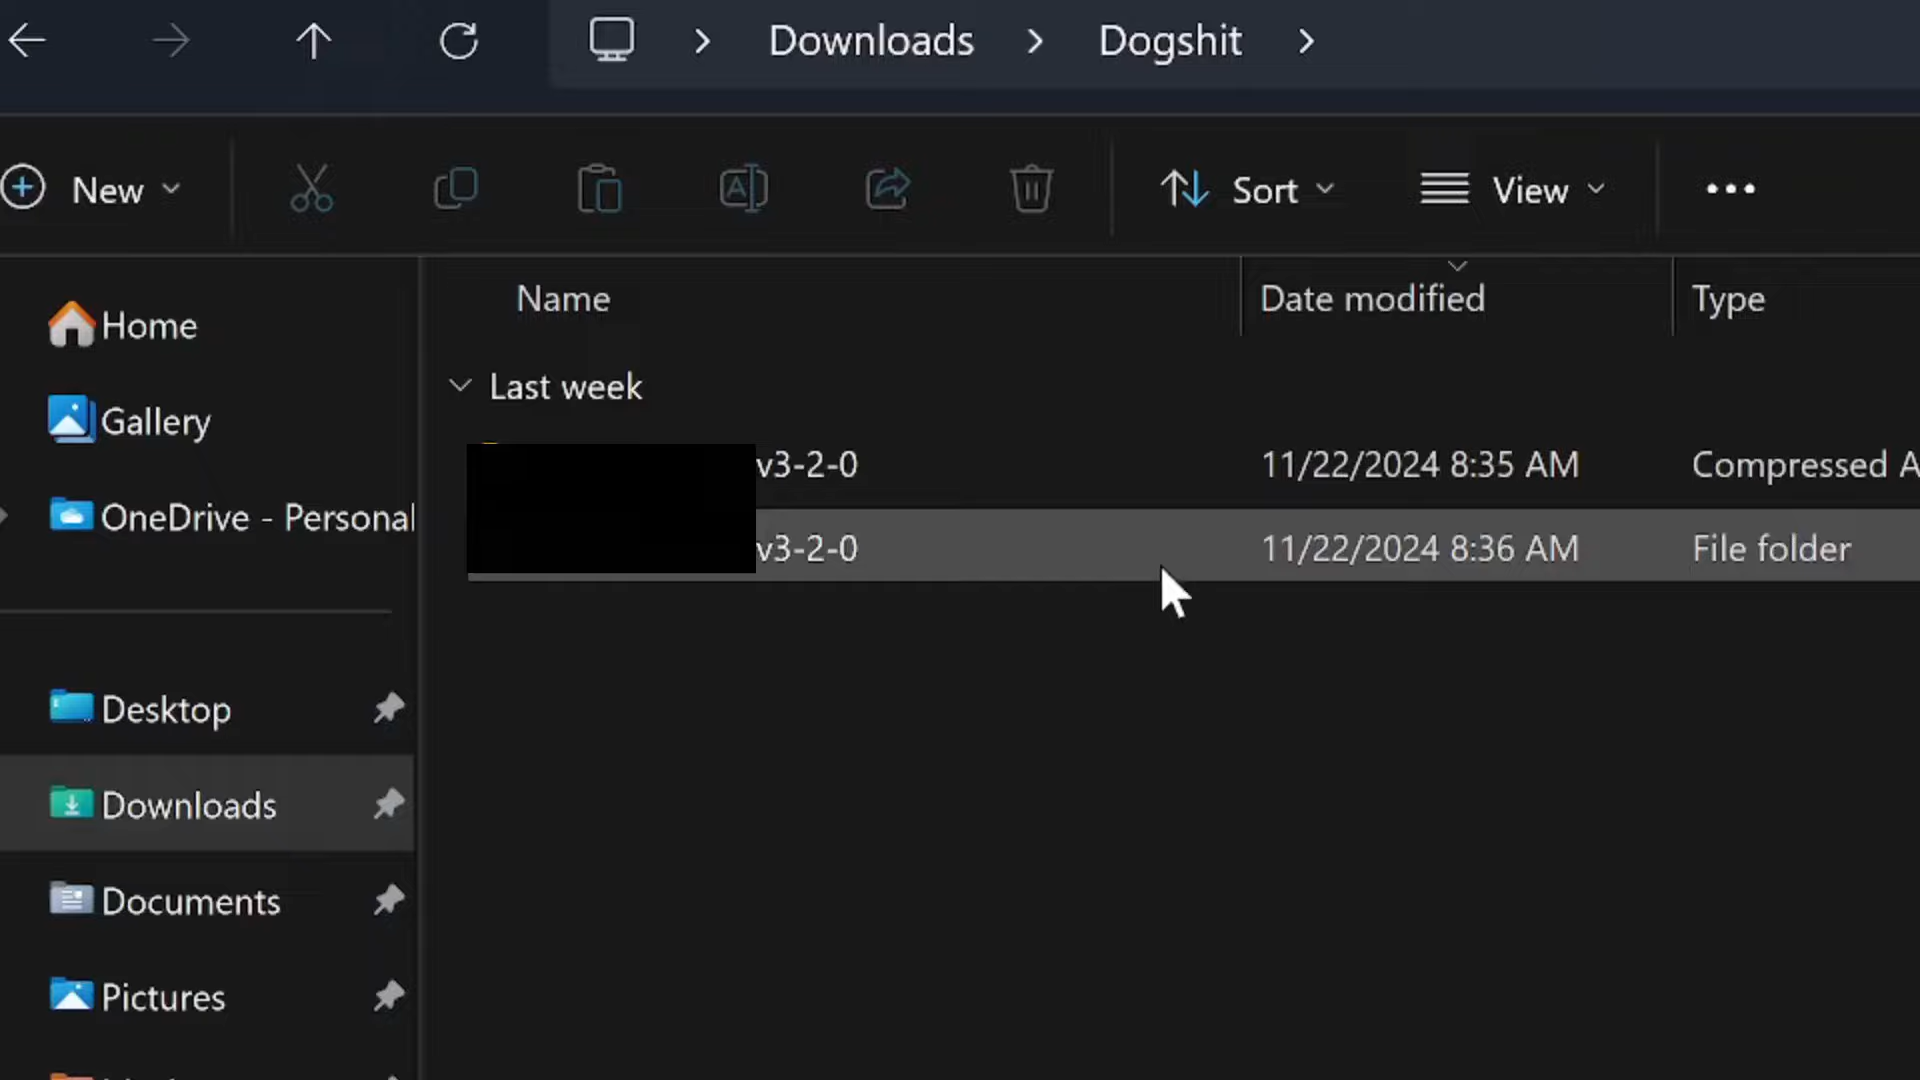 Downloads
Dogshit
New
Sort
View
Name
Date modified
Type
Home
Last week
Gallery
v3-2-0
11/22/2024 8:35 AM
Compressed A
OneDrive - Personal
v3-2-0
11/22/2024 8:36 AM
File folder
Desktop
Downloads
Documents
Pictures